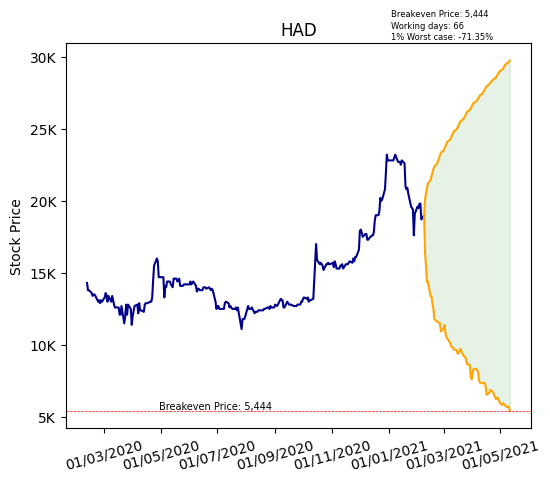 Breakeven Price: 5,444
Working days: 66
1% Worst case: -71.35%
HAD
Stock Price
30K
25K
20K
15K
10K
5K
Breakeven Price: 5,444
01/03/2020
01/05/2020
01/07/2020
01/09/2020
01/11/2020
01/01/2021
01/03/2021
01/05/2021